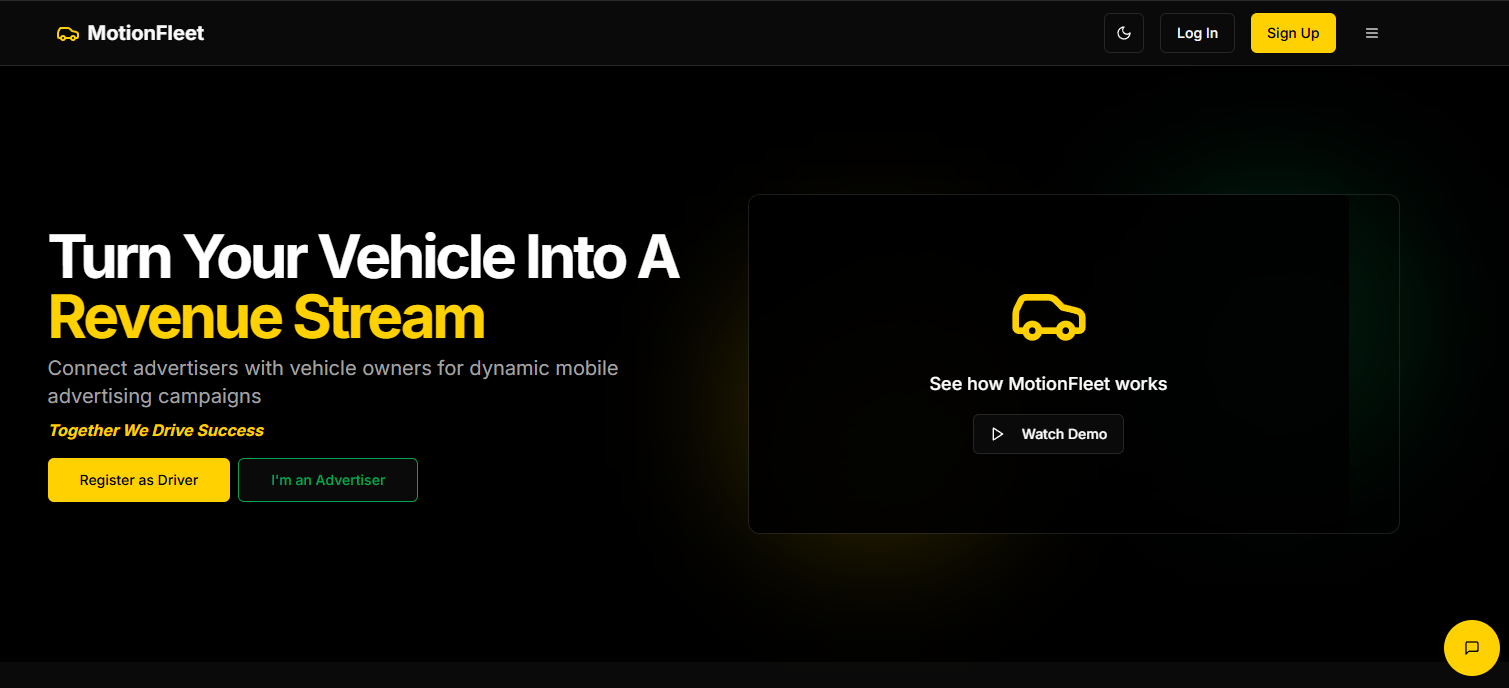 MotionFleet
Log In
Sign Up
Turn Your Vehicle Into A
Revenue Stream
Connect advertisers with vehicle owners for dynamic mobile
advertising campaigns
Together We Drive Success
Register as Driver
I'm an Advertiser
See how MotionFleet works
Watch Demo